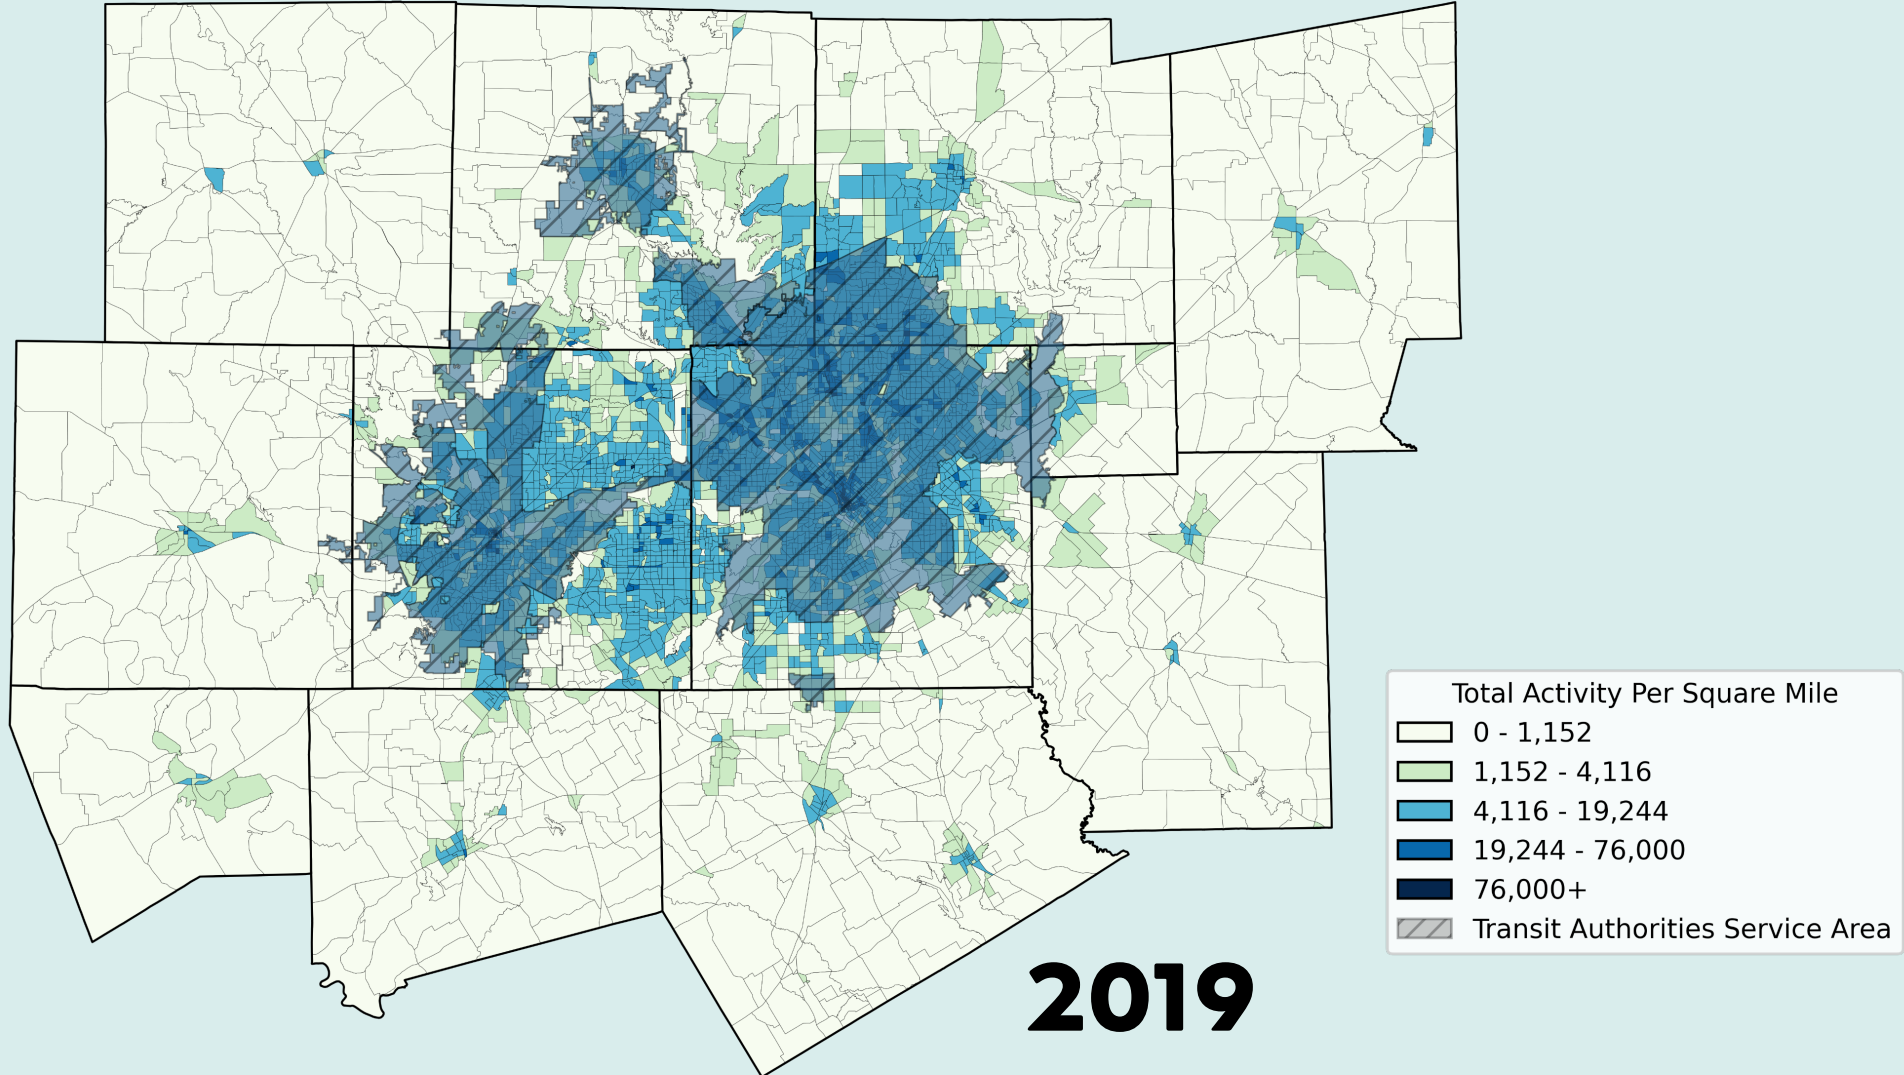 Total Activity Per Square Mile
0 - 1,152
1,152 - 4,116
4,116 - 19,244
19,244 - 76,000
76,000+
Transit Authorities Service Area
2019